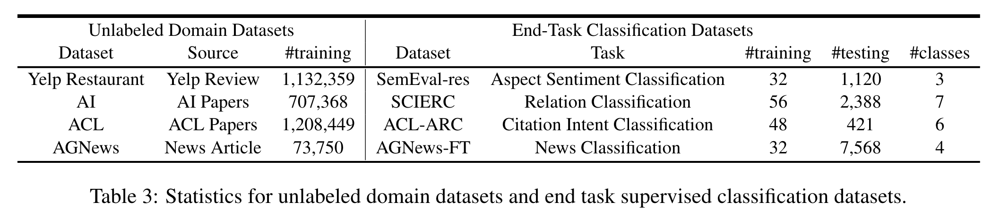 Unlabeled Domain Datasets End-Task Classification Datasets
Dataset Source #training Dataset Task #training #testing #classes
Yelp Restaurant Yelp Review 1,132,359 SemEval-res Aspect Sentiment Classification 32 1,120 3
AI AI Papers 707,368 SCIERC Relation Classification 56 2,388 7
ACL ACL Papers 1,208,449 ACL-ARC Citation Intent Classification 48 421 6
AGNews News Article 73,750 AGNews-FT News Classification 32 7,568 4
Table 3: Statistics for unlabeled domain datasets and end task supervised classification datasets.